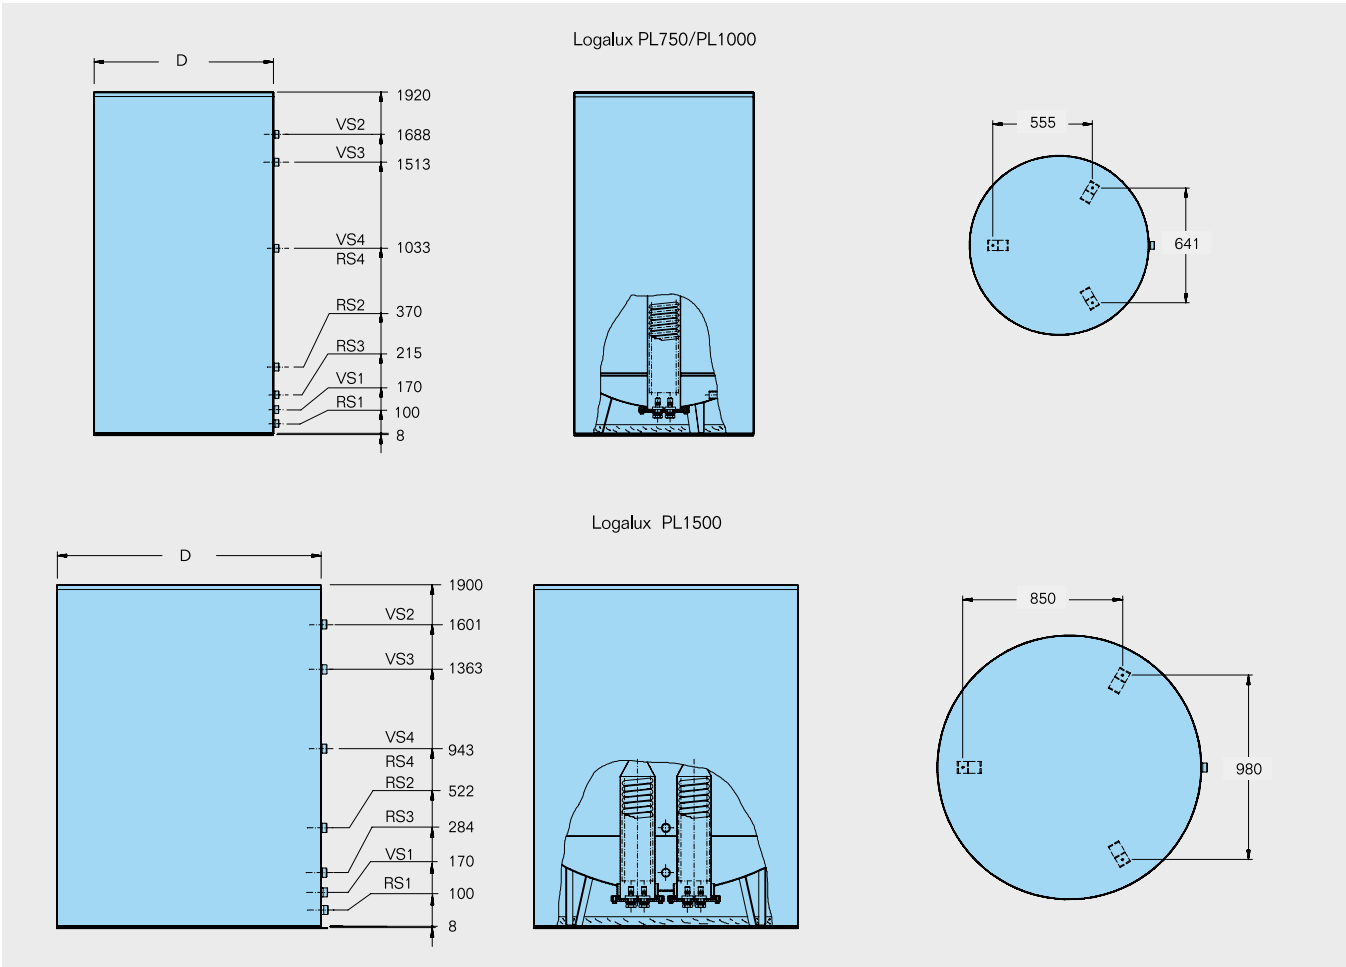 Logalux PL750/PL1000
D
1920
VS2
1688
VS3
1513
VS4
1033
RS4
RS2
370
RS3
215
VS1
170
RS1
100
8
555
641
Logalux PL1500
D
1900
VS2
1601
VS3
1363
VS4
943
RS4
RS2
522
RS3
284
VS1
170
RS1
100
8
850
980